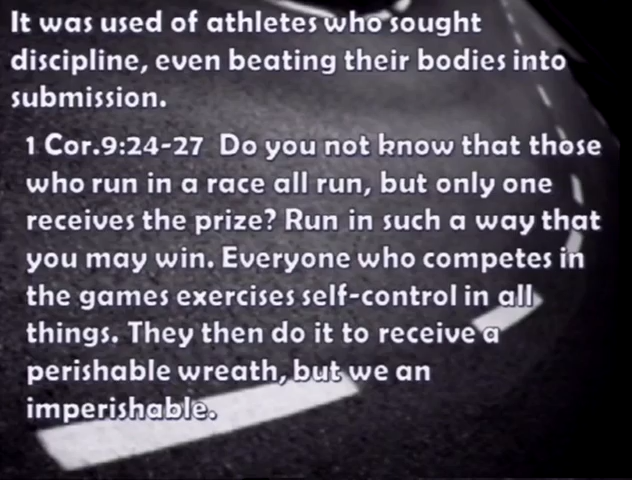 It was used of athletes who sought
discipline, even beating their bodies into
submission.
1 Cor.9:24-27 Do you not know that those
who run in a race all run, but only one
receives the prize? Run in such a way that
you may win. Everyone who competes in
the games exercises self-control in all
things. They then do it to receive a
perishable wreath, but we an
imperishable.